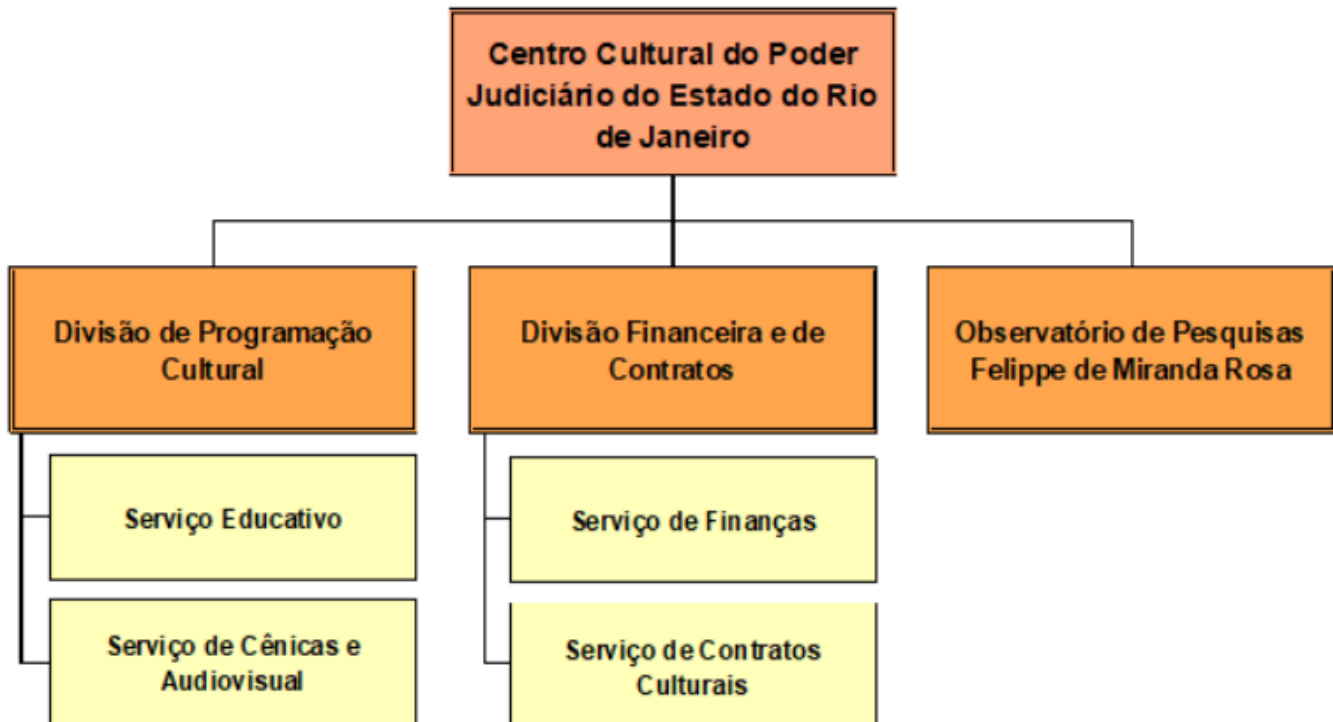 Centro Cultural do Poder
Judiciário do Estado do Rio
de Janeiro
Divisão de Programação
Cultural
Divisão Financeira e de
Contratos
Observatório de Pesquisas
Felippe de Miranda Rosa
Serviço Educativo
Serviço de Cênicas e
Audiovisual
Serviço de Finanças
Serviço de Contratos
Culturais